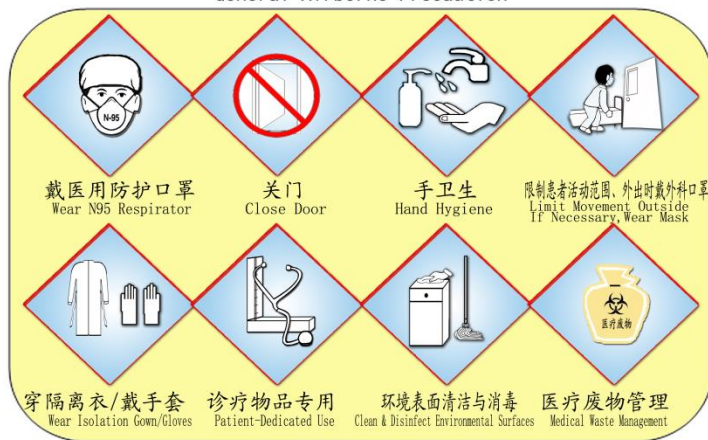 N-95
戴医用防护口罩
Wear N95 Respirator
关门
Close Door
手卫生
Hand Hygiene
限制患者活动范围、外出时戴外科口罩
Limit Movement Outside
If Necessary,Wear Mask
医疗废物
穿隔离衣/戴手套
Wear Isolation Gown/Gloves
诊疗物品专用
Patient-Dedicated Use
环境表面清洁与消毒
Clean & Disinfect Environmental Surfaces
医疗废物管理
Medical Waste Management